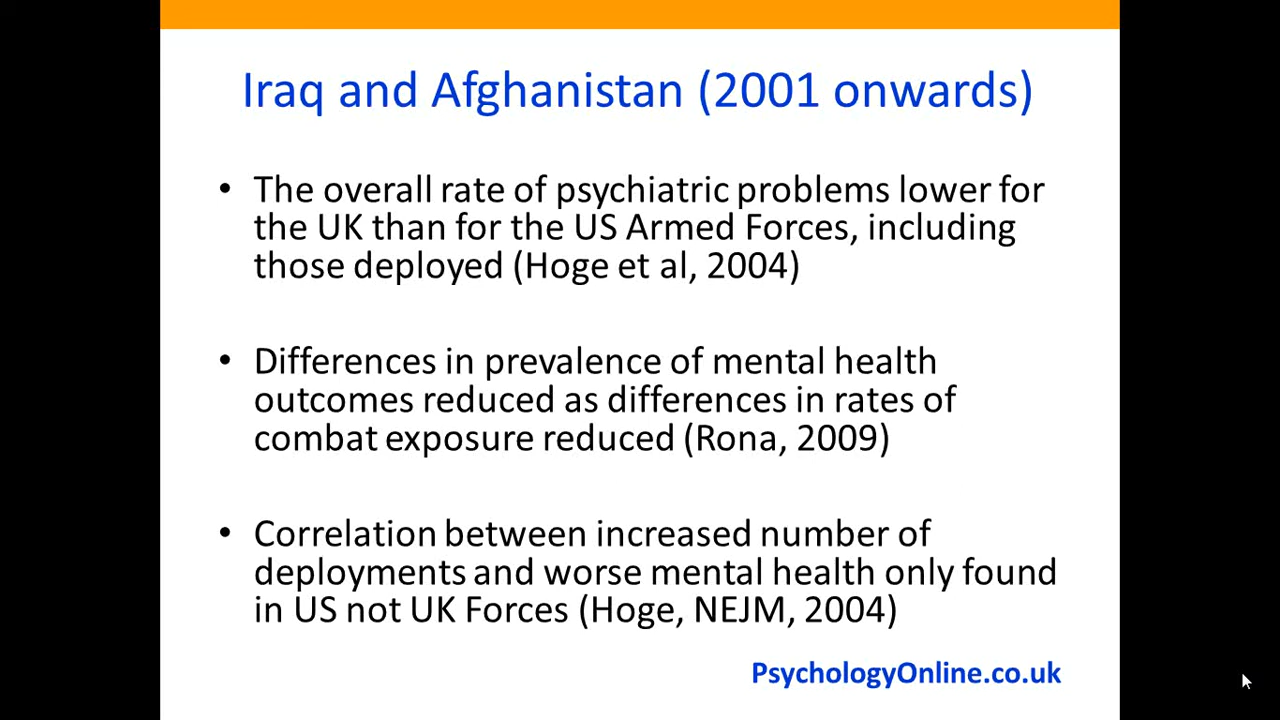 Iraq and Afghanistan (2001 onwards)
• The overall rate of psychiatric problems lower for
the UK than for the US Armed Forces, including
those deployed (Hoge et al, 2004)
• Differences in prevalence of mental health
outcomes reduced as differences in rates of
combat exposure reduced (Rona, 2009)
• Correlation between increased number of
deployments and worse mental health only found
in US not UK Forces (Hoge, NEJM, 2004)
PsychologyOnline.co.uk